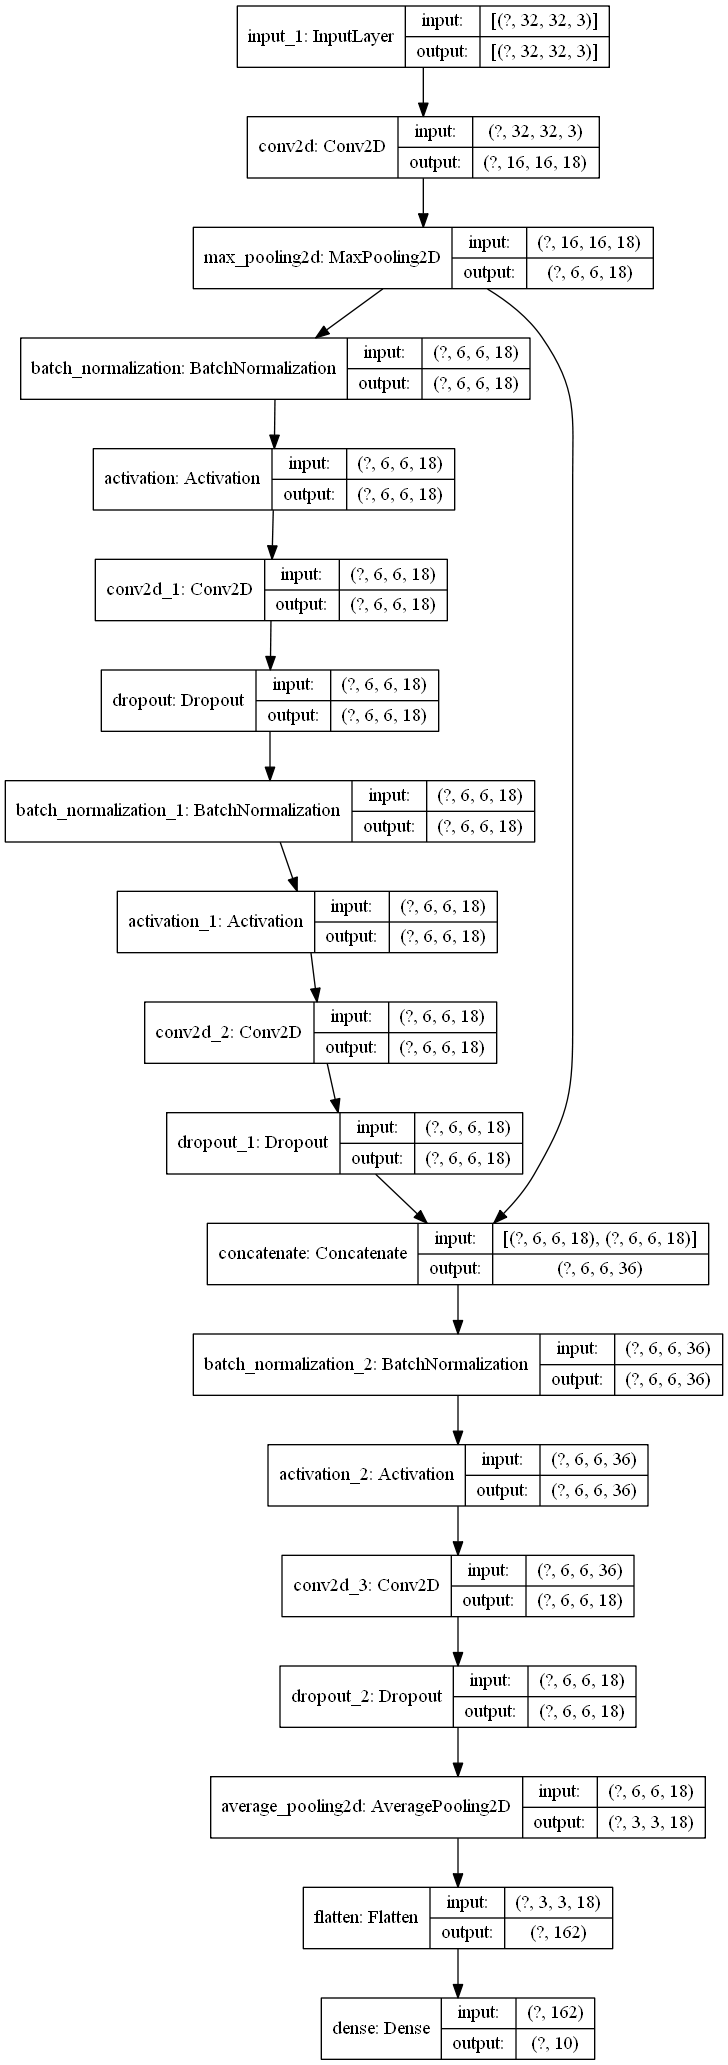 input_1: InputLayer
input: [(?, 32, 32, 3)]
output: [(?, 32, 32, 3)]
conv2d: Conv2D
input: (?, 32, 32, 3)
output: (?, 16, 16, 18)
max_pooling2d: MaxPooling2D
input: (?, 16, 16, 18)
output: (?, 6, 6, 18)
batch_normalization: BatchNormalization
input: (?, 6, 6, 18)
output: (?, 6, 6, 18)
activation: Activation
input: (?, 6, 6, 18)
output: (?, 6, 6, 18)
conv2d_1: Conv2D
input: (?, 6, 6, 18)
output: (?, 6, 6, 18)
dropout: Dropout
input: (?, 6, 6, 18)
output: (?, 6, 6, 18)
batch_normalization_1: BatchNormalization
input: (?, 6, 6, 18)
output: (?, 6, 6, 18)
activation_1: Activation
input: (?, 6, 6, 18)
output: (?, 6, 6, 18)
conv2d_2: Conv2D
input: (?, 6, 6, 18)
output: (?, 6, 6, 18)
dropout_1: Dropout
input: (?, 6, 6, 18)
output: (?, 6, 6, 18)
concatenate: Concatenate
input: [(?, 6, 6, 18), (?, 6, 6, 18)]
output: (?, 6, 6, 36)
batch_normalization_2: BatchNormalization
input: (?, 6, 6, 36)
output: (?, 6, 6, 36)
activation_2: Activation
input: (?, 6, 6, 36)
output: (?, 6, 6, 36)
conv2d_3: Conv2D
input: (?, 6, 6, 36)
output: (?, 6, 6, 18)
dropout_2: Dropout
input: (?, 6, 6, 18)
output: (?, 6, 6, 18)
average_pooling2d: AveragePooling2D
input: (?, 6, 6, 18)
output: (?, 3, 3, 18)
flatten: Flatten
input: (?, 3, 3, 18)
output: (?, 162)
dense: Dense
input: (?, 162)
output: (?, 10)